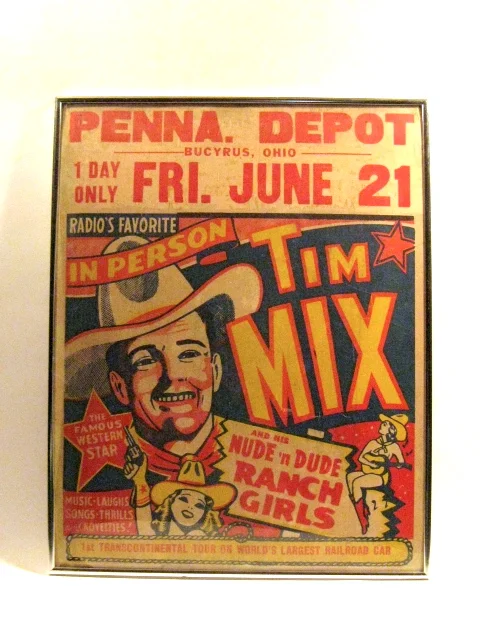 PENNA. DEPOT
BUCYRUS, OHIO
1 DAY ONLY FRI. JUNE 21
RADIO'S FAVORITE
IN PERSON
TIM
MIX
THE
FAMOUS
WESTERN
STAR
AND HIS
NUDE 'n DUDE
RANCH
GIRLS
MUSIC-LAUGHS
SONGS-THRILLS
NOVELTIES!
1st TRANSCONTINENTAL TOUR ON WORLD'S LARGEST RAILROAD CAR